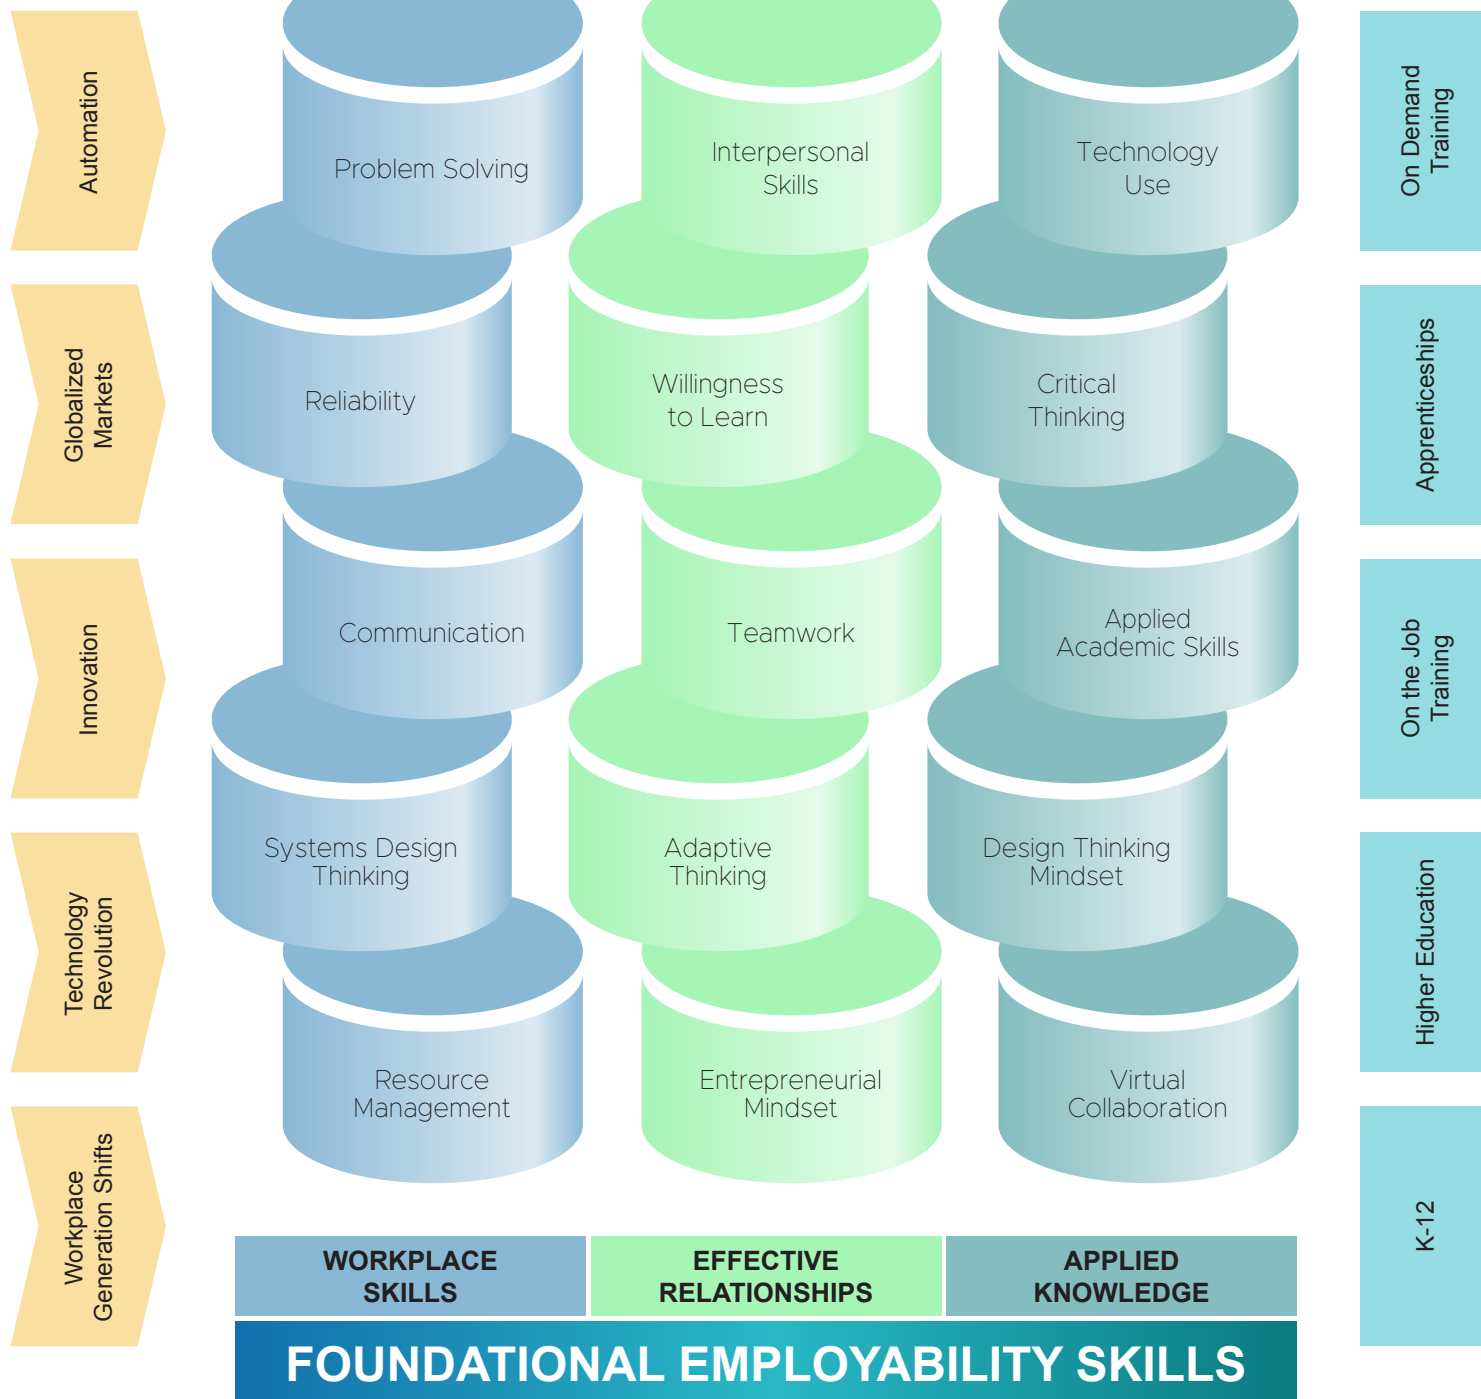 Automation
Globalized
Markets
Innovation
Technology
Revolution
Workplace
Generation Shifts
Problem Solving
Interpersonal
Skills
Technology
Use
Reliability
Willingness
to Learn
Critical
Thinking
Communication
Teamwork
Applied
Academic Skills
Systems Design
Thinking
Adaptive
Thinking
Design Thinking
Mindset
Resource
Management
Entrepreneurial
Mindset
Virtual
Collaboration
WORKPLACE
SKILLS
EFFECTIVE
RELATIONSHIPS
APPLIED
KNOWLEDGE
FOUNDATIONAL EMPLOYABILITY SKILLS
On Demand
Training
Apprenticeships
On the Job
Training
Higher Education
K-12